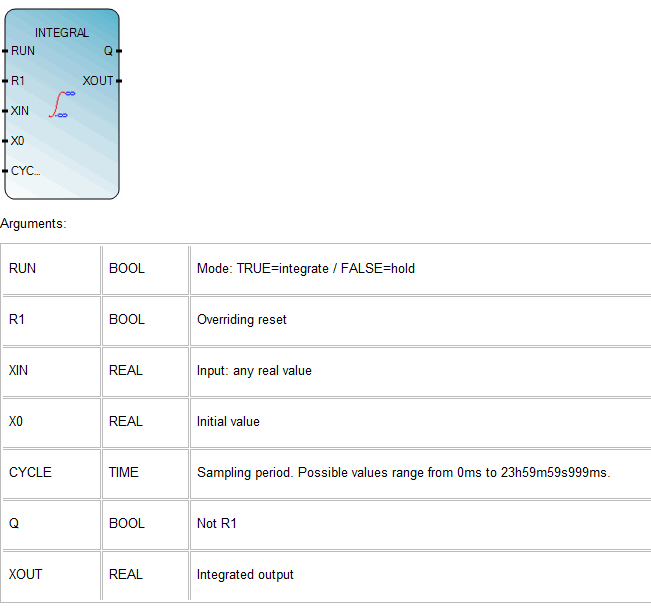 INTEGRAL
RUN Q
R1 XOUT
XIN
X0
CYC...
Arguments:
RUN BOOL Mode: TRUE=integrate / FALSE=hold
R1 BOOL Overriding reset
XIN REAL Input: any real value
X0 REAL Initial value
CYCLE TIME Sampling period. Possible values range from 0ms to 23h59m59s999ms.
Q BOOL Not R1
XOUT REAL Integrated output